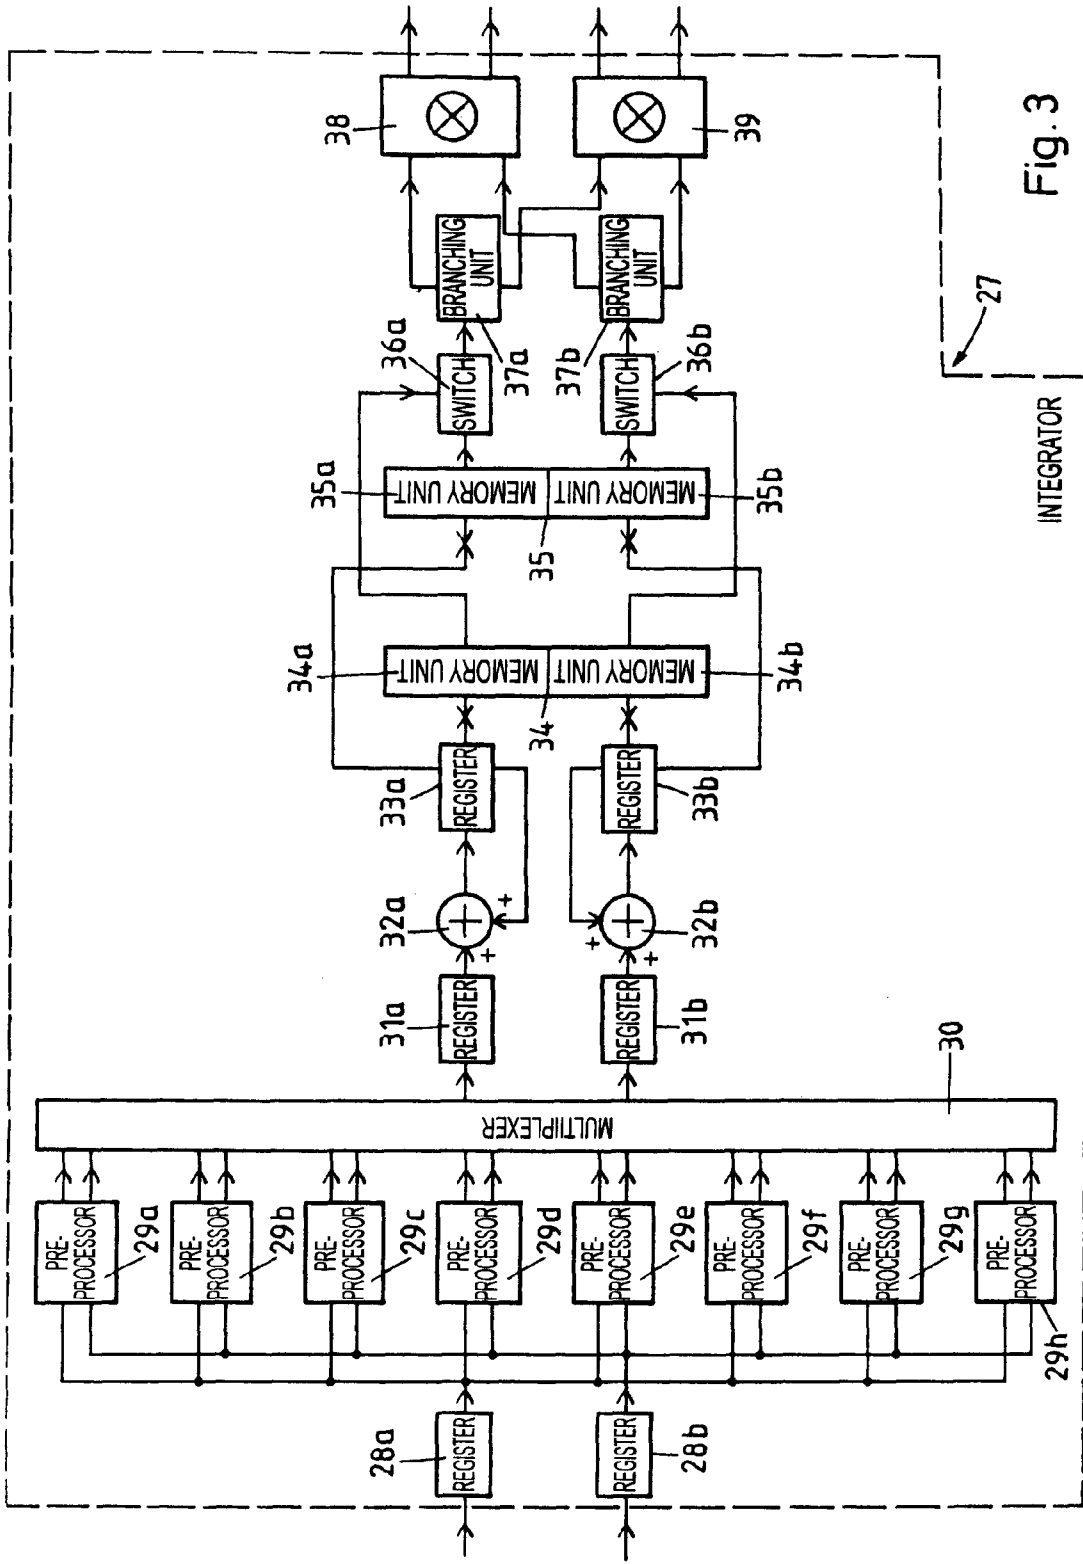 38
39
Fig. 3
BRANCHING
UNIT
37a
BRANCHING
UNIT
37b
27
36a
SWITCH
SWITCH
36b
35a
MEMORY UNIT
MEMORY UNIT
35
35b
INTEGRATOR
34a
MEMORY UNIT
MEMORY UNIT
34
34b
33a
REGISTER
REGISTER
33b
32a
+
+
+
+
32b
31a
REGISTER
REGISTER
31b
30
MULTIPLEXER
PRE-
PROCESSOR
29a
PRE-
PROCESSOR
29b
PRE-
PROCESSOR
29c
PRE-
PROCESSOR
29d
PRE-
PROCESSOR
29e
PRE-
PROCESSOR
29f
PRE-
PROCESSOR
29g
PRE-
PROCESSOR
29h
28a
REGISTER
REGISTER
28b